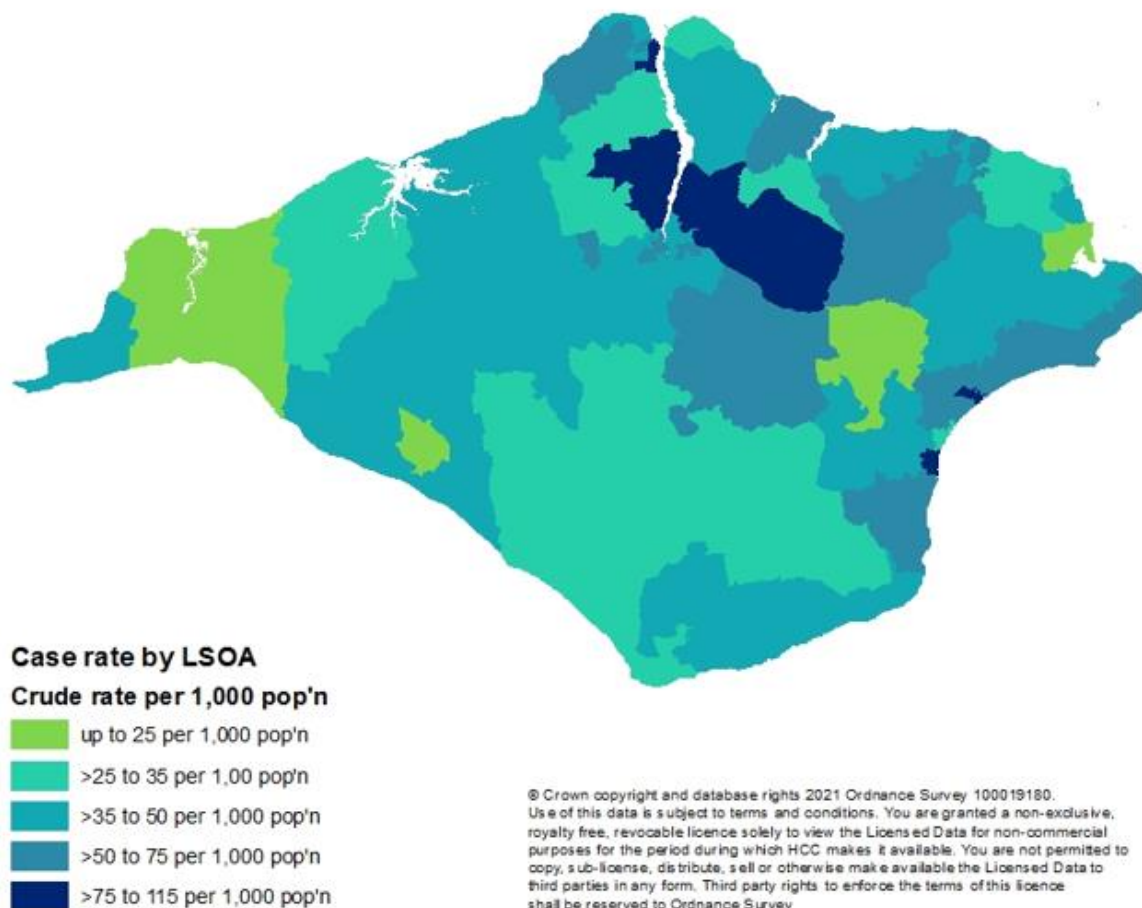 Case rate by LSOA
Crude rate per 1,000 pop'n
up to 25 per 1,000 pop'n
>25 to 35 per 1,00 pop'n
>35 to 50 per 1,000 pop'n
>50 to 75 per 1,000 pop'n
>75 to 115 per 1,000 pop'n
© Crown copyright and database rights 2021 Ordnance Survey 100019180.
Use of this data is subject to terms and conditions. You are granted a non-exclusive,
royalty free, revocable licence solely to view the Licensed Data for non-commercial
purposes for the period during which HCC makes it available. You are not permitted to
copy, sub-license, distribute, sell or otherwise make available the Licensed Data to
third parties in any form. Third party rights to enforce the terms of this licence
shall be reserved to Ordnance Survey